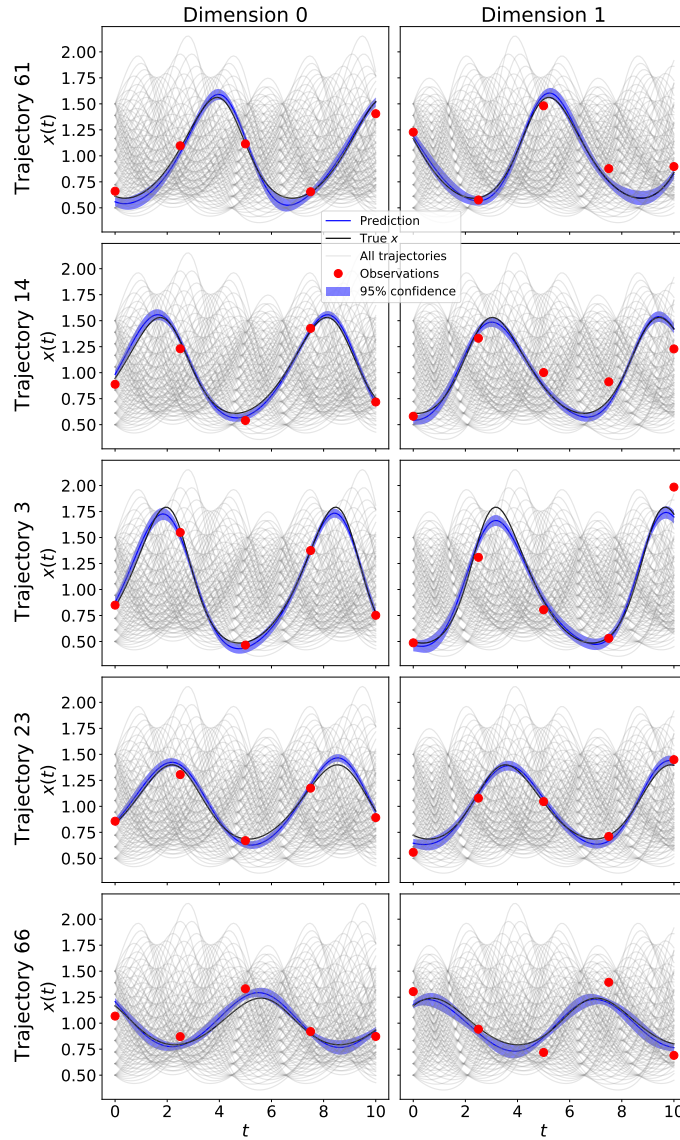 Dimension 0
Dimension 1
Trajectory 61
x(t)
2.00
1.75
1.50
1.25
1.00
0.75
0.50
Prediction
True x
All trajectories
Observations
95% confidence
Trajectory 14
x(t)
2.00
1.75
1.50
1.25
1.00
0.75
0.50
Trajectory 3
x(t)
2.00
1.75
1.50
1.25
1.00
0.75
0.50
Trajectory 23
x(t)
2.00
1.75
1.50
1.25
1.00
0.75
0.50
Trajectory 66
x(t)
2.00
1.75
1.50
1.25
1.00
0.75
0.50
0 2 4 6 8 10
0 2 4 6 8 10
t
t